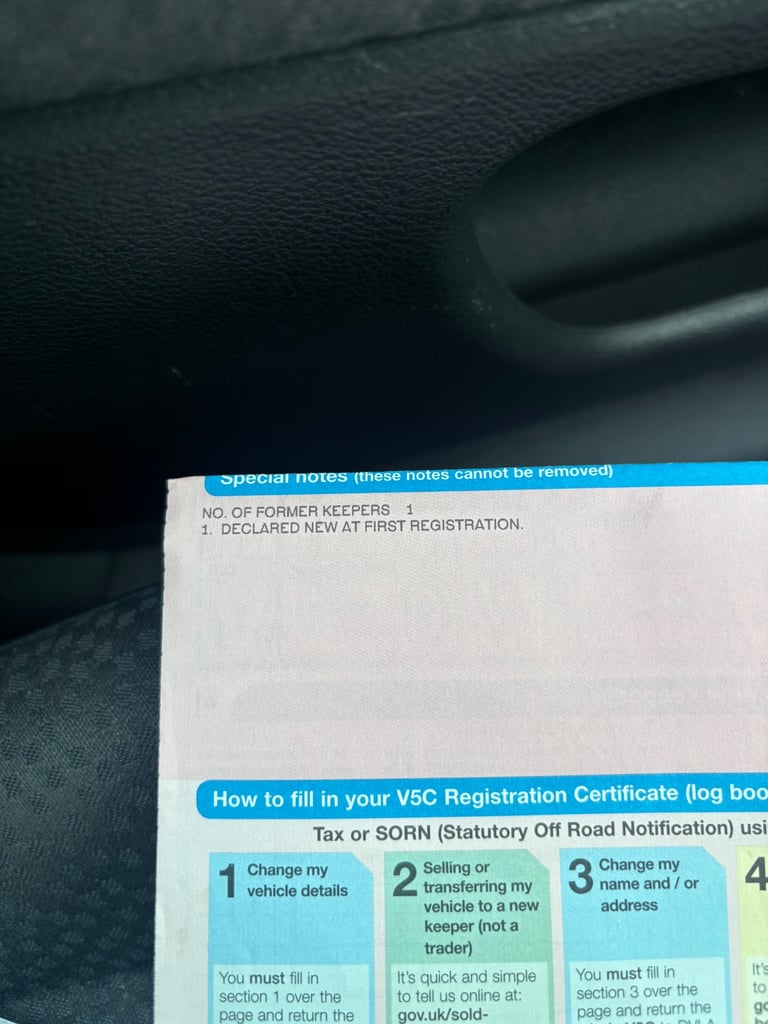 Special notes (these notes cannot be removed)
NO. OF FORMER KEEPERS 1
1. DECLARED NEW AT FIRST REGISTRATION.
How to fill in your V5C Registration Certificate (log boo
Tax or SORN (Statutory Off Road Notification) usi
1 Change my
vehicle details
You must fill in
section 1 over the
page and return the
2 Selling or
transferring my
vehicle to a new
keeper (not a
trader)
It's quick and simple
to tell us online at:
gov.uk/sold-
3 Change my
name and / or
address
You must fill in
section 3 over the
page and return the
4
It's
to